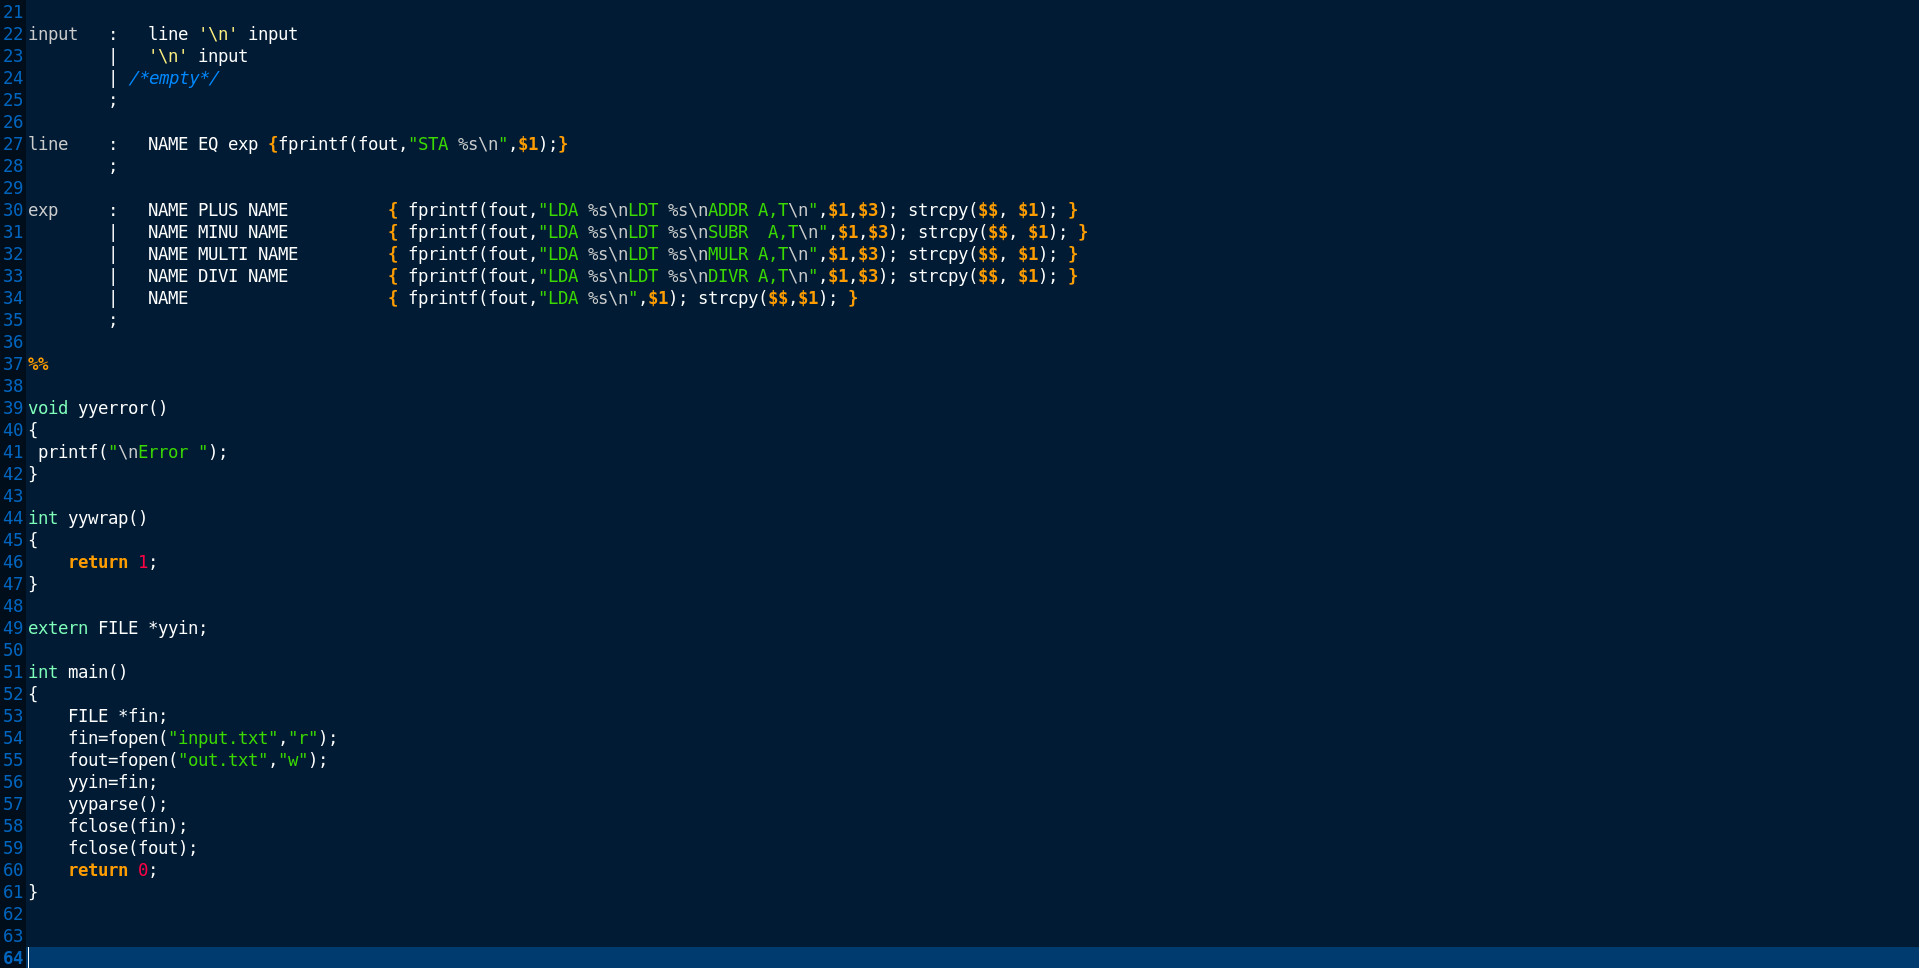 21
22 input   :   line '\n' input
23         |   '\n' input
24         | /*empty*/
25         ;
26
27 line    :   NAME EQ exp {fprintf(fout,"STA %s\n",$1);}
28         ;
29
30 exp     :   NAME PLUS NAME          { fprintf(fout,"LDA %s\nLDT %s\nADDR A,T\n",$1,$3); strcpy($$, $1); }
31         |   NAME MINU NAME          { fprintf(fout,"LDA %s\nLDT %s\nSUBR  A,T\n",$1,$3); strcpy($$, $1); }
32         |   NAME MULTI NAME         { fprintf(fout,"LDA %s\nLDT %s\nMULR A,T\n",$1,$3); strcpy($$, $1); }
33         |   NAME DIVI NAME          { fprintf(fout,"LDA %s\nLDT %s\nDIVR A,T\n",$1,$3); strcpy($$, $1); }
34         |   NAME                    { fprintf(fout,"LDA %s\n",$1); strcpy($$,$1); }
35         ;
36
37 %%
38
39 void yyerror()
40 {
41  printf("\nError ");
42 }
43
44 int yywrap()
45 {
46     return 1;
47 }
48
49 extern FILE *yyin;
50
51 int main()
52 {
53     FILE *fin;
54     fin=fopen("input.txt","r");
55     fout=fopen("out.txt","w");
56     yyin=fin;
57     yyparse();
58     fclose(fin);
59     fclose(fout);
60     return 0;
61 }
62
63
64